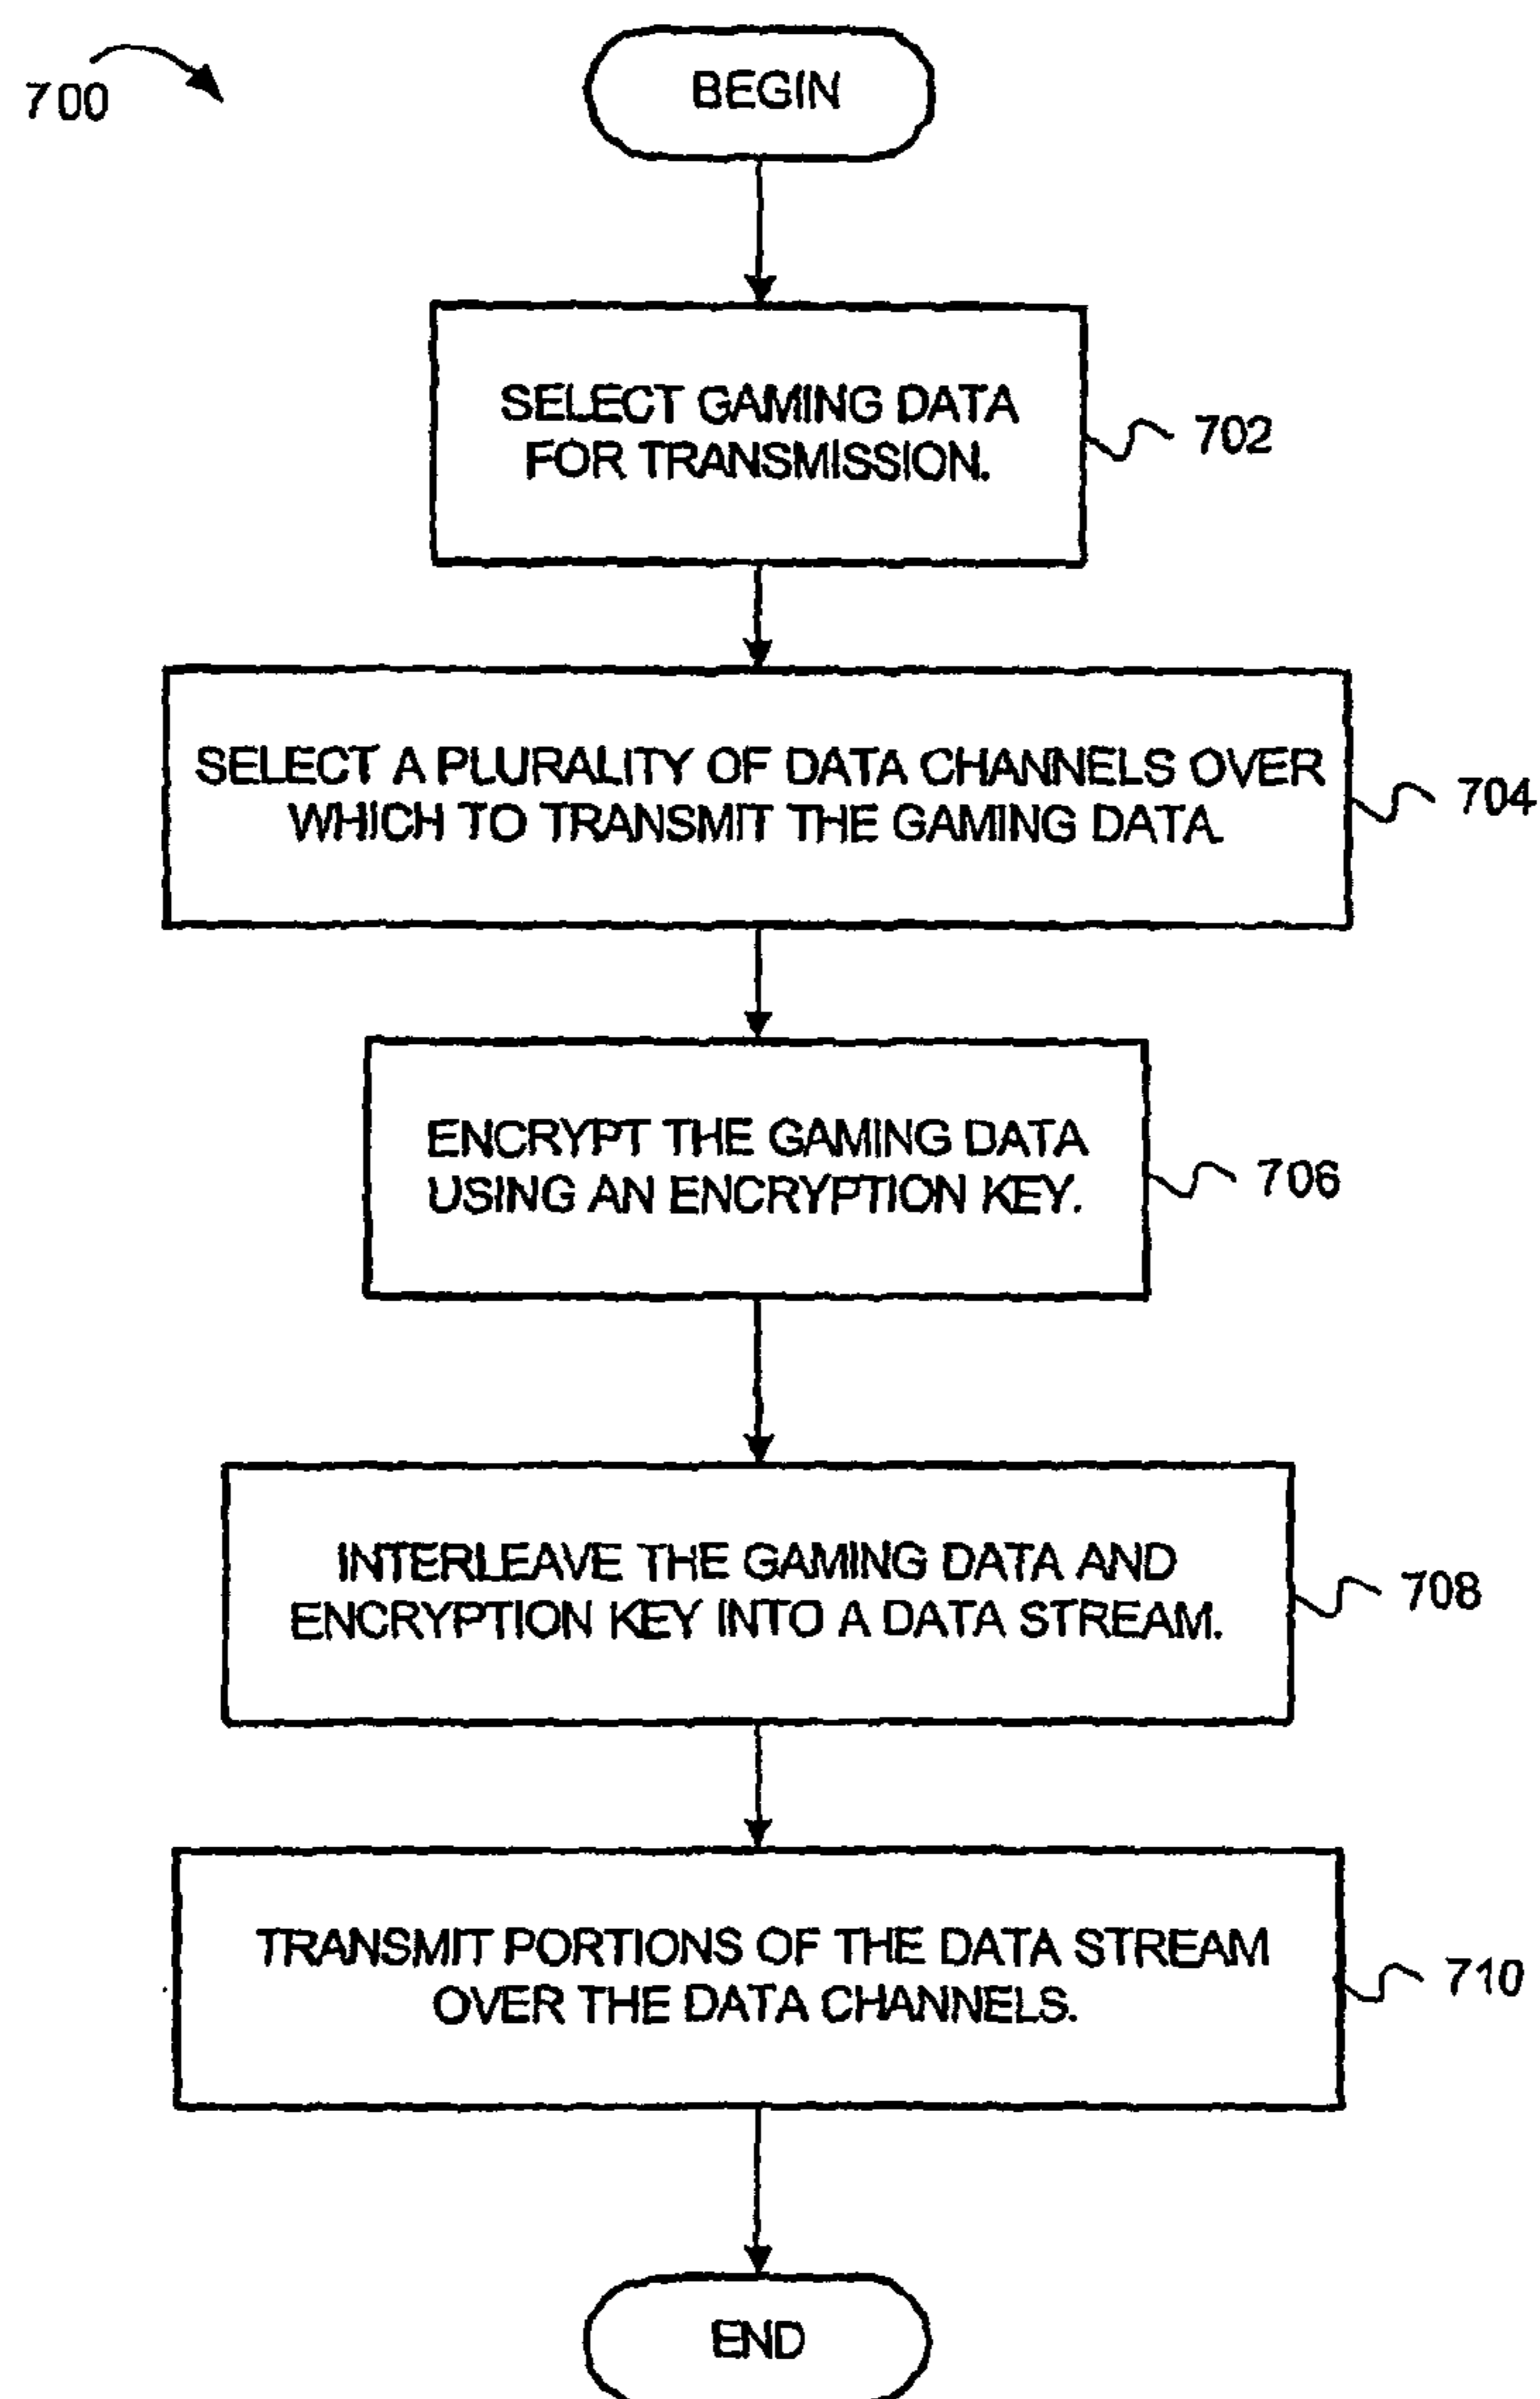 700
BEGIN
SELECT GAMING DATA
FOR TRANSMISSION.
702
SELECT A PLURALITY OF DATA CHANNELS OVER
WHICH TO TRANSMIT THE GAMING DATA.
704
ENCRYPT THE GAMING DATA
USING AN ENCRYPTION KEY.
706
INTERLEAVE THE GAMING DATA AND
ENCRYPTION KEY INTO A DATA STREAM.
708
TRANSMIT PORTIONS OF THE DATA STREAM
OVER THE DATA CHANNELS.
710
END